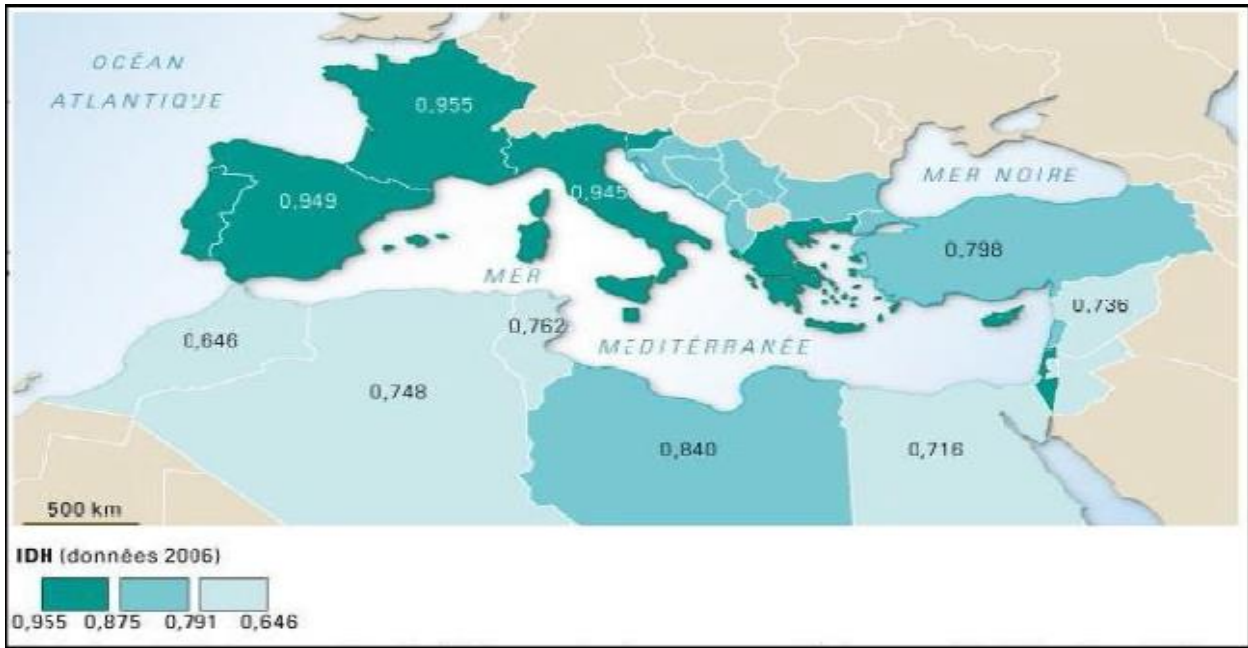 OCÉAN
ATLANTIQUE
0,955
MER NOIRE
0,949
0,945
0,798
MER
0,736
0,762
0,646
MEDITÉRRANÉE
0,748
0,840
0,716
500 km
IDH (données 2006)
0,955 0,875 0,791 0,646